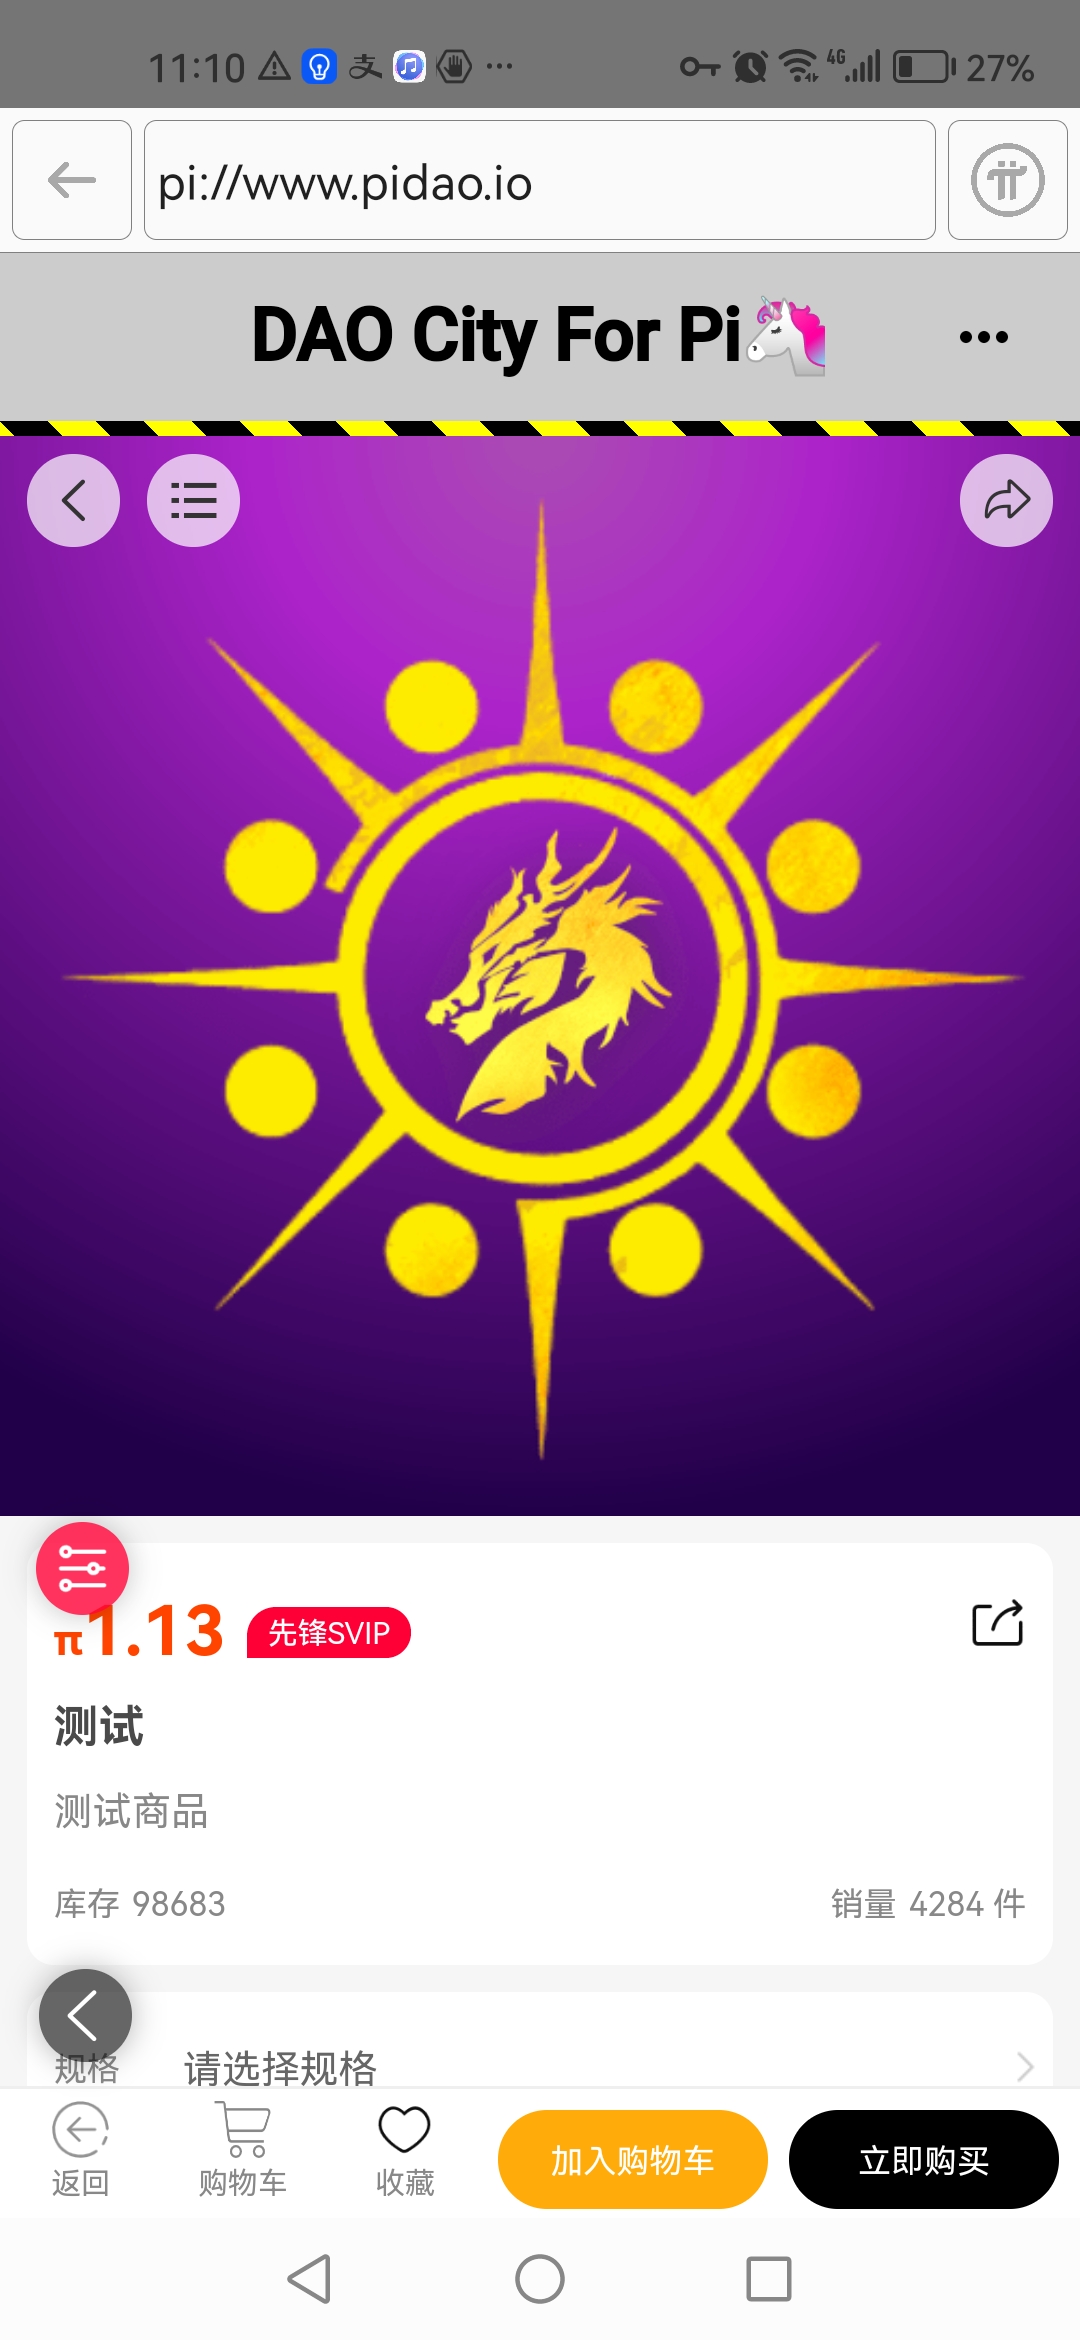 11:10
4G
27%
pi://www.pidao.io
DAO City For Pi🦄
π1.13 先锋SVIP
测试
测试商品
库存 98683
销量 4284 件
规格 请选择规格
返回
购物车
收藏
加入购物车
立即购买